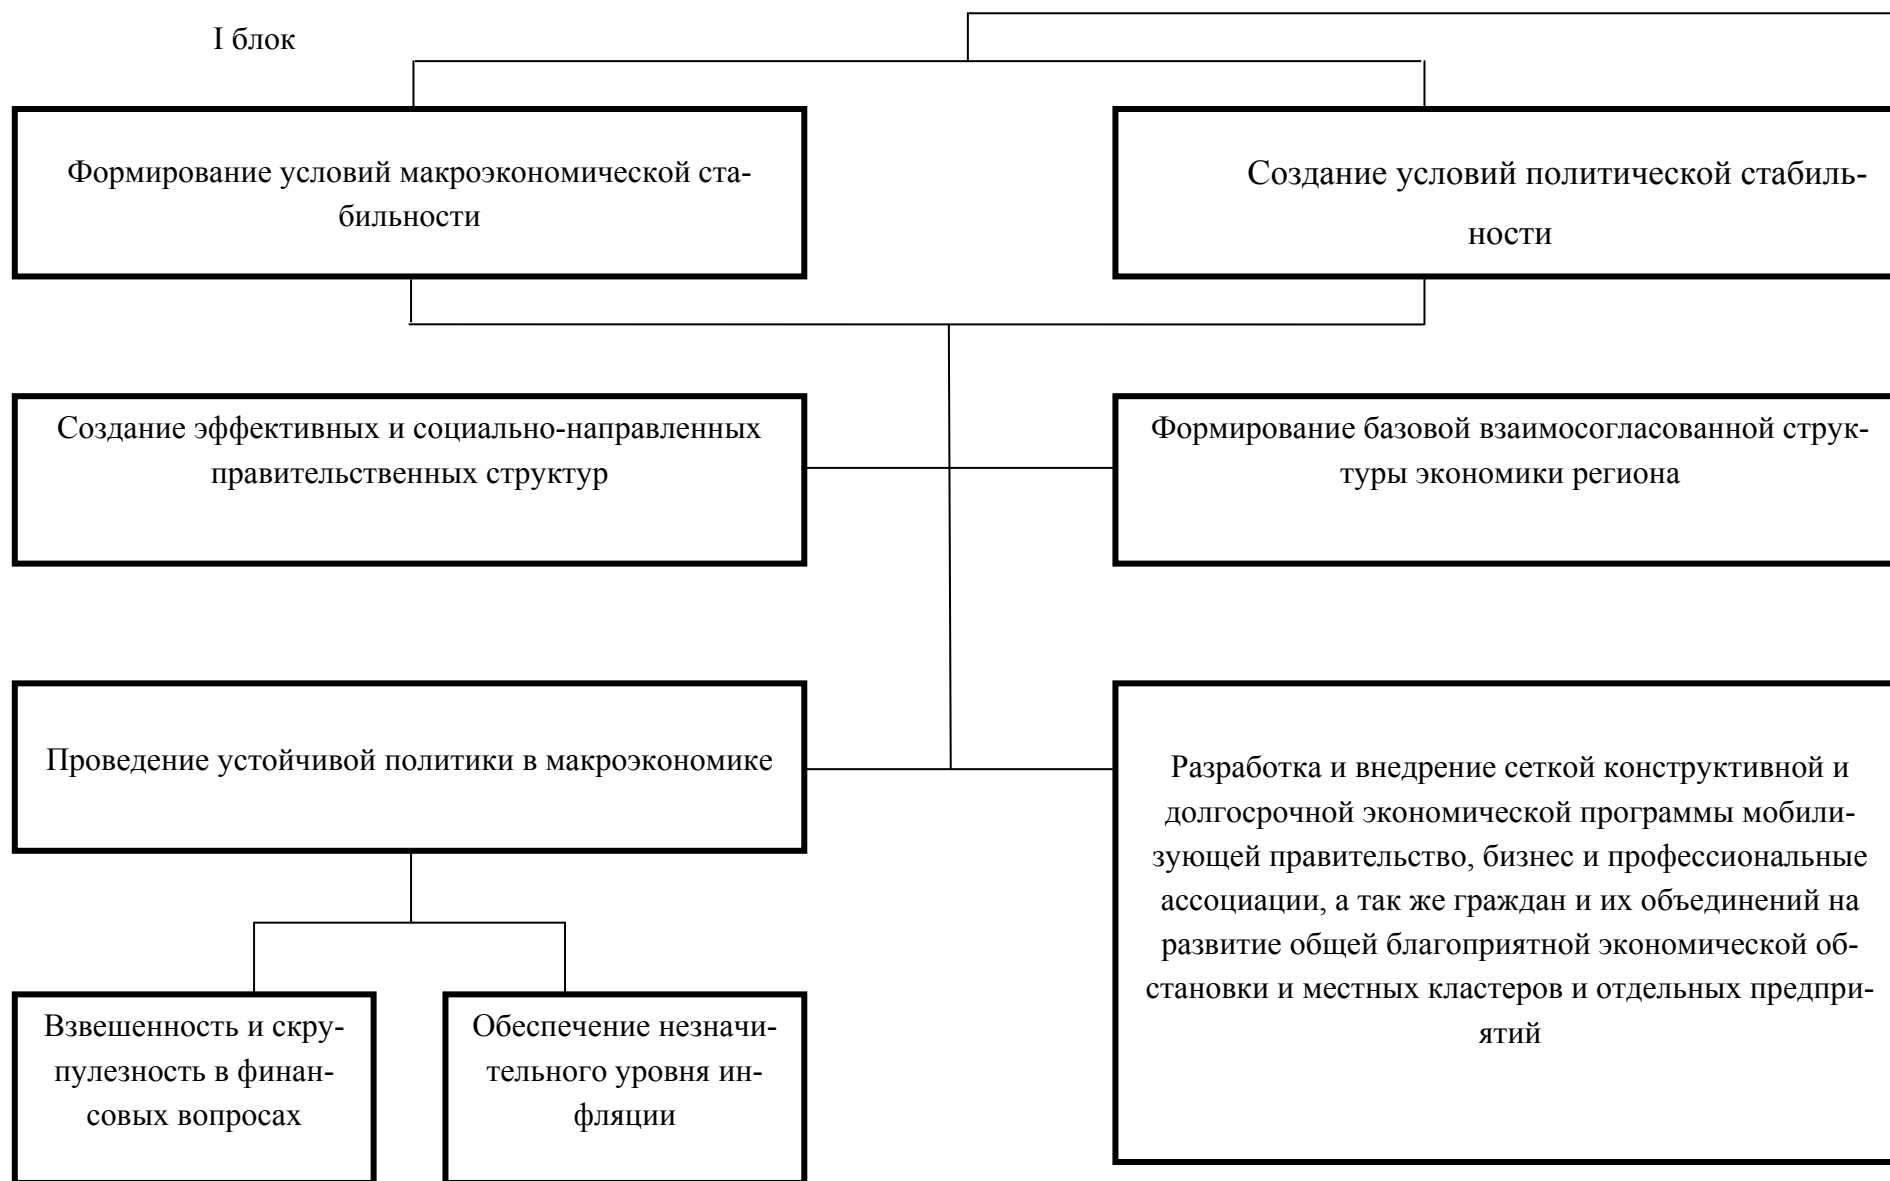 I блок
Формирование условий макроэкономической ста-
бильности
Создание условий политической стабиль-
ности
Создание эффективных и социально-направленных
правительственных структур
Формирование базовой взаимосогласованной струк-
туры экономики региона
Проведение устойчивой политики в макроэкономике
Разработка и внедрение сеткой конструктивной и
долгосрочной экономической программы мобили-
зующей правительство, бизнес и профессиональные
ассоциации, а так же граждан и их объединений на
развитие общей благоприятной экономической об-
становки и местных кластеров и отдельных предпри-
ятий
Взвешенность и скру-
пулезность в финан-
совых вопросах
Обеспечение незначи-
тельного уровня ин-
фляции